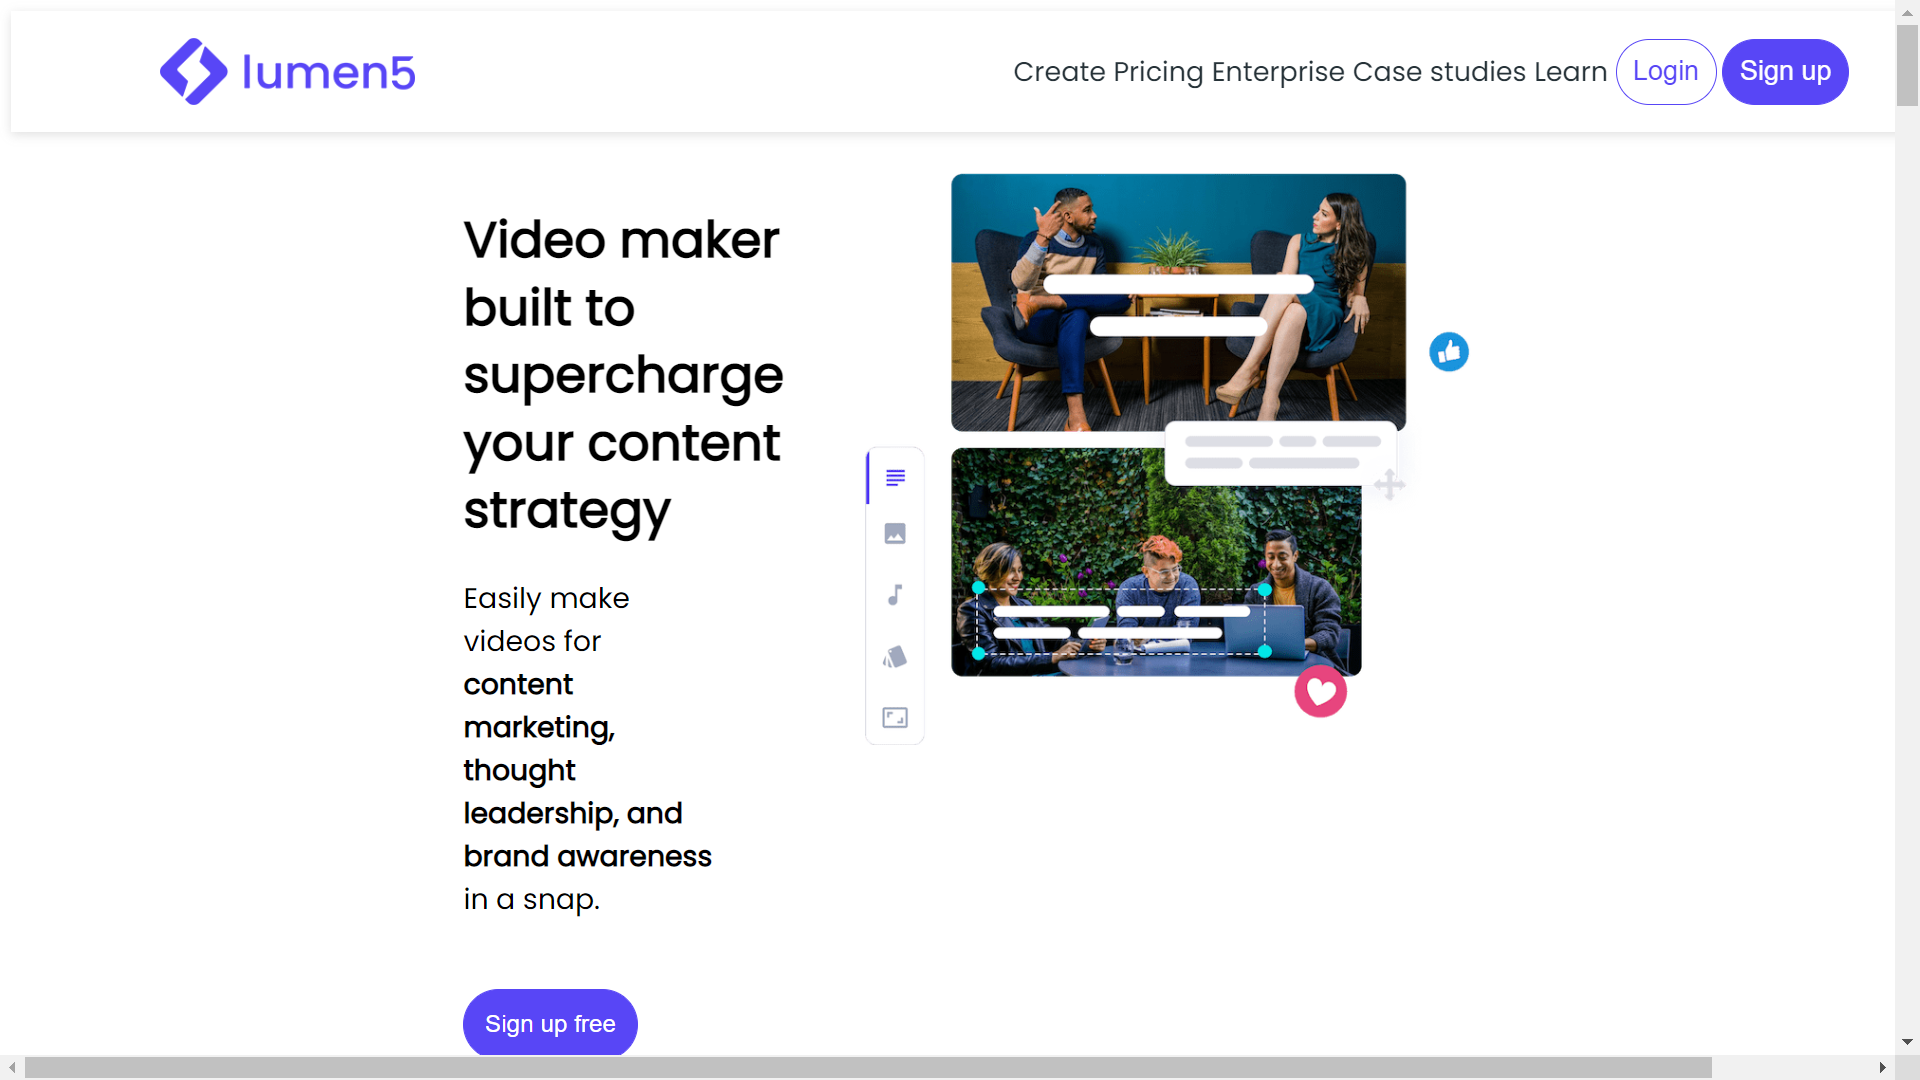 lumen5
Create Pricing Enterprise Case studies Learn Login Sign up
Video maker
built to
supercharge
your content
strategy
Easily make
videos for
content
marketing,
thought
leadership, and
brand awareness
in a snap.
Sign up free